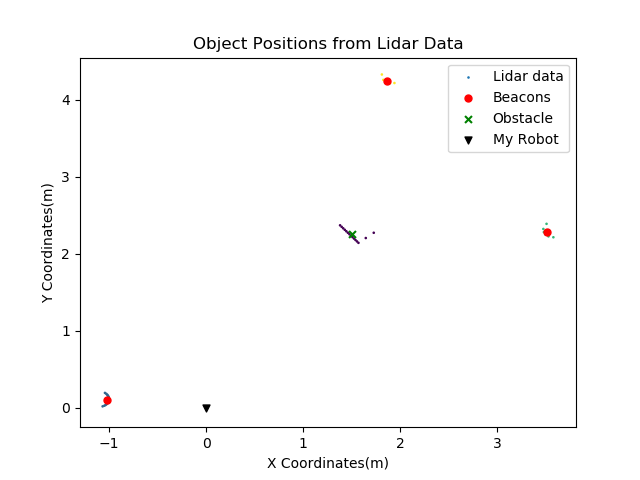 Object Positions from Lidar Data
Lidar data
Beacons
Obstacle
My Robot
Y Coordinates(m)
4
3
2
1
0
−1
0
1
2
3
X Coordinates(m)